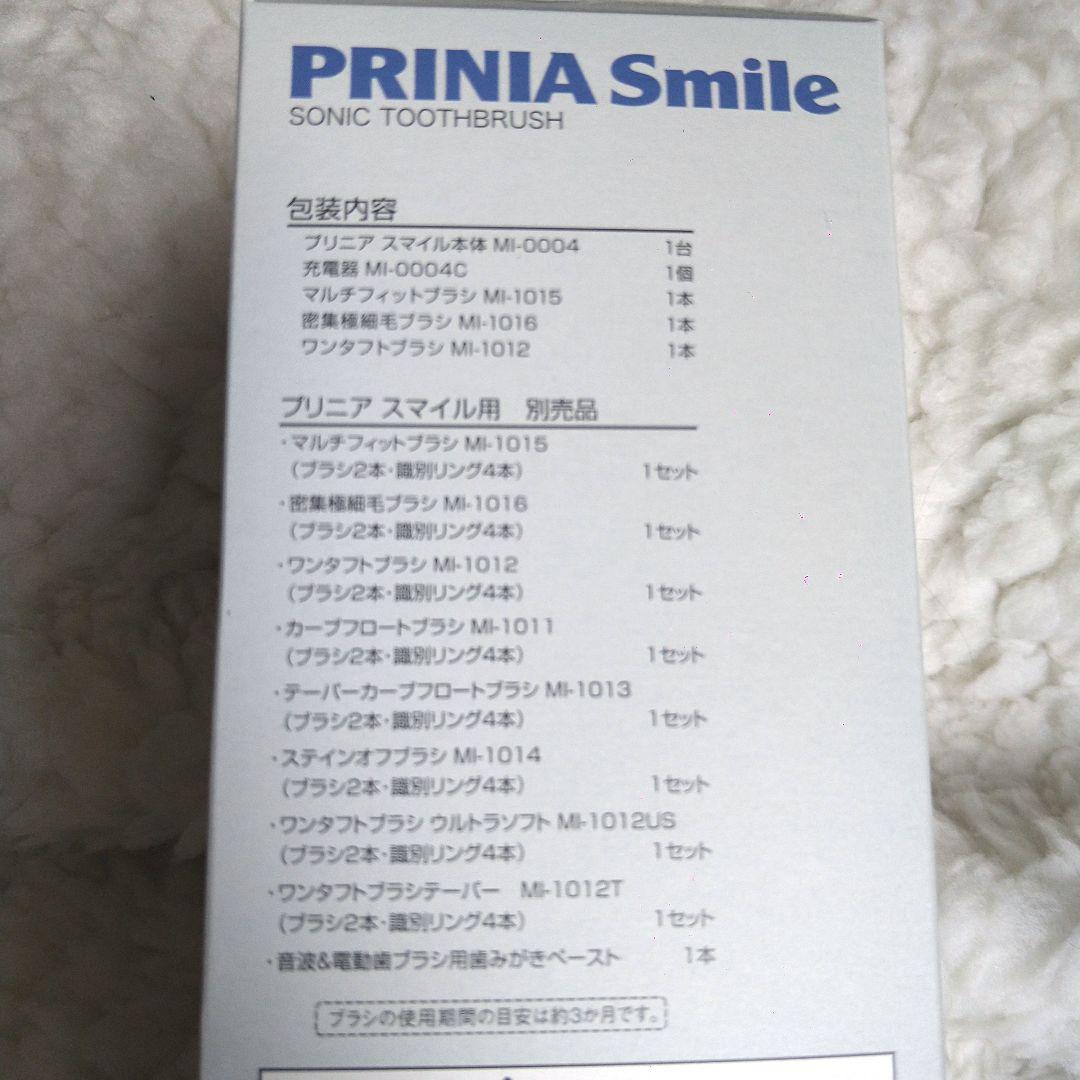 PRINIA Smile
SONIC TOOTHBRUSH
包装内容
プリニア スマイル本体 MI-0004 1台
充電器 MI-0004C 1個
マルチフィットブラシ MI-1015 1本
密集極細毛ブラシ MI-1016 1本
ワンタフトブラシ MI-1012 1本
プリニア スマイル用 別売品
・マルチフィットブラシ MI-1015
（ブラシ2本・識別リング4本） 1セット
・密集極細毛ブラシ MI-1016
（ブラシ2本・識別リング4本） 1セット
・ワンタフトブラシ MI-1012
（ブラシ2本・識別リング4本） 1セット
・カーブフロートブラシ MI-1011
（ブラシ2本・識別リング4本） 1セット
・テーパーカーブフロートブラシ MI-1013
（ブラシ2本・識別リング4本） 1セット
・ステインオフブラシ MI-1014
（ブラシ2本・識別リング4本） 1セット
・ワンタフトブラシ ウルトラソフト MI-1012US
（ブラシ2本・識別リング4本） 1セット
・ワンタフトブラシテーパー MI-1012T
（ブラシ2本・識別リング4本） 1セット
・音波&電動歯ブラシ用歯みがきペースト 1本
ブラシの使用期間の目安は約3か月です。